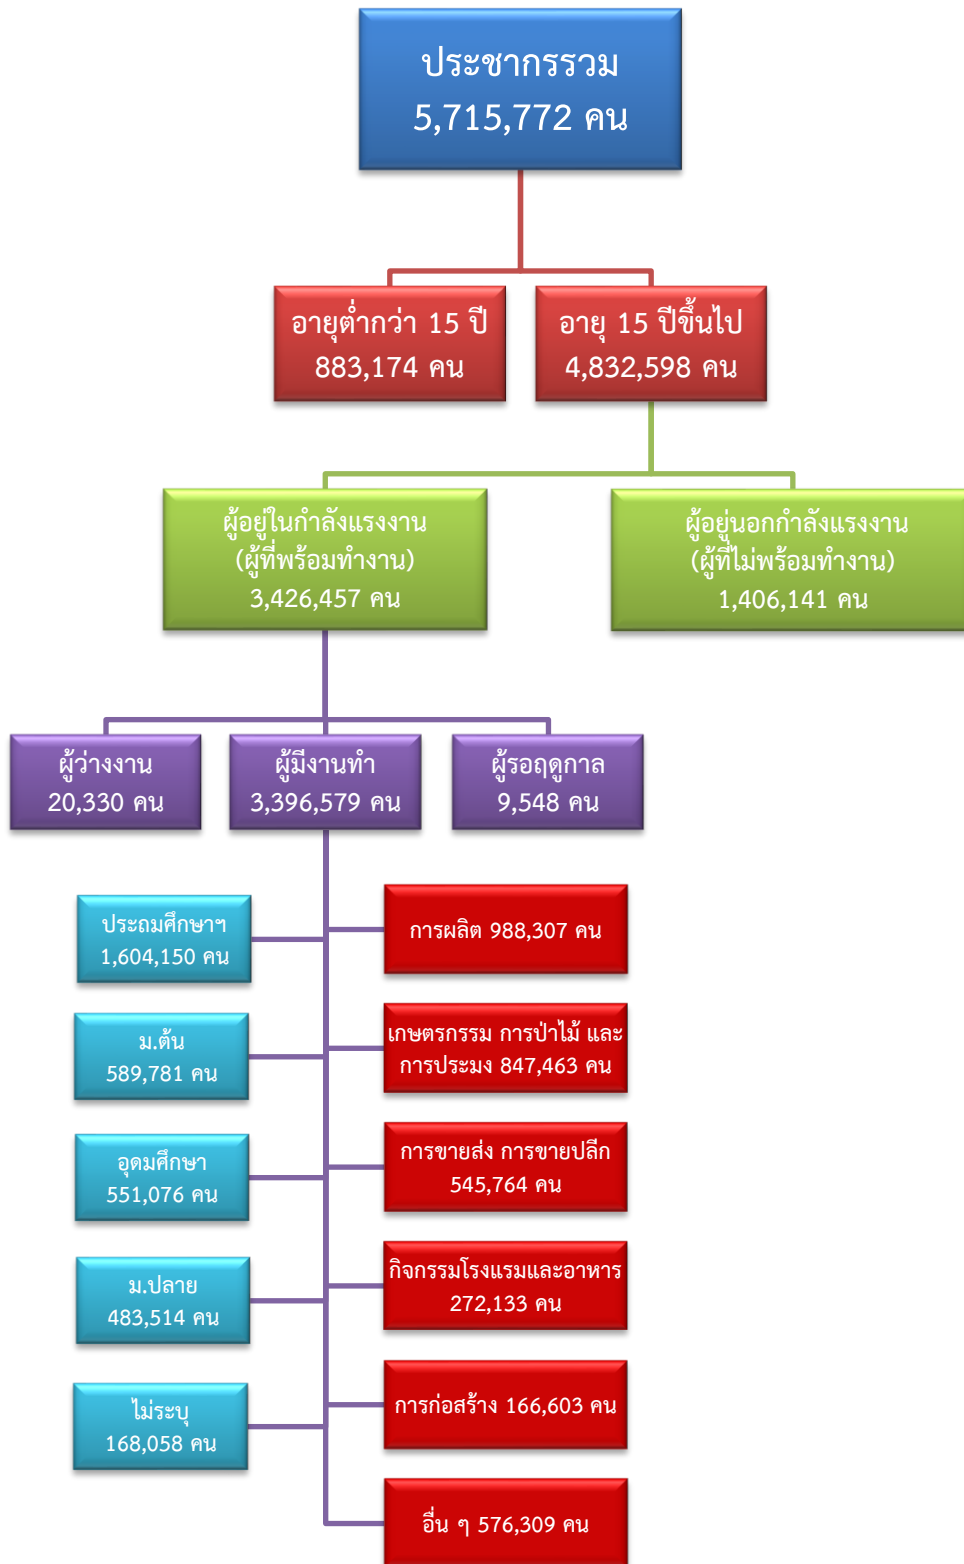 ประชากรรวม
5,715,772 คน
อายุต่ำกว่า 15 ปี
883,174 คน
อายุ 15 ปีขึ้นไป
4,832,598 คน
ผู้อยู่ในกำลังแรงงาน
(ผู้ที่พร้อมทำงาน)
3,426,457 คน
ผู้อยู่นอกกำลังแรงงาน
(ผู้ที่ไม่พร้อมทำงาน)
1,406,141 คน
ผู้ว่างงาน
20,330 คน
ผู้มีงานทำ
3,396,579 คน
ผู้รอฤดูกาล
9,548 คน
ประถมศึกษาฯ
1,604,150 คน
ม.ต้น
589,781 คน
อุดมศึกษา
551,076 คน
ม.ปลาย
483,514 คน
ไม่ระบุ
168,058 คน
การผลิต 988,307 คน
เกษตรกรรม การป่าไม้ และ
การประมง 847,463 คน
การขายส่ง การขายปลีก
545,764 คน
กิจกรรมโรงแรมและอาหาร
272,133 คน
การก่อสร้าง 166,603 คน
อื่น ๆ 576,309 คน